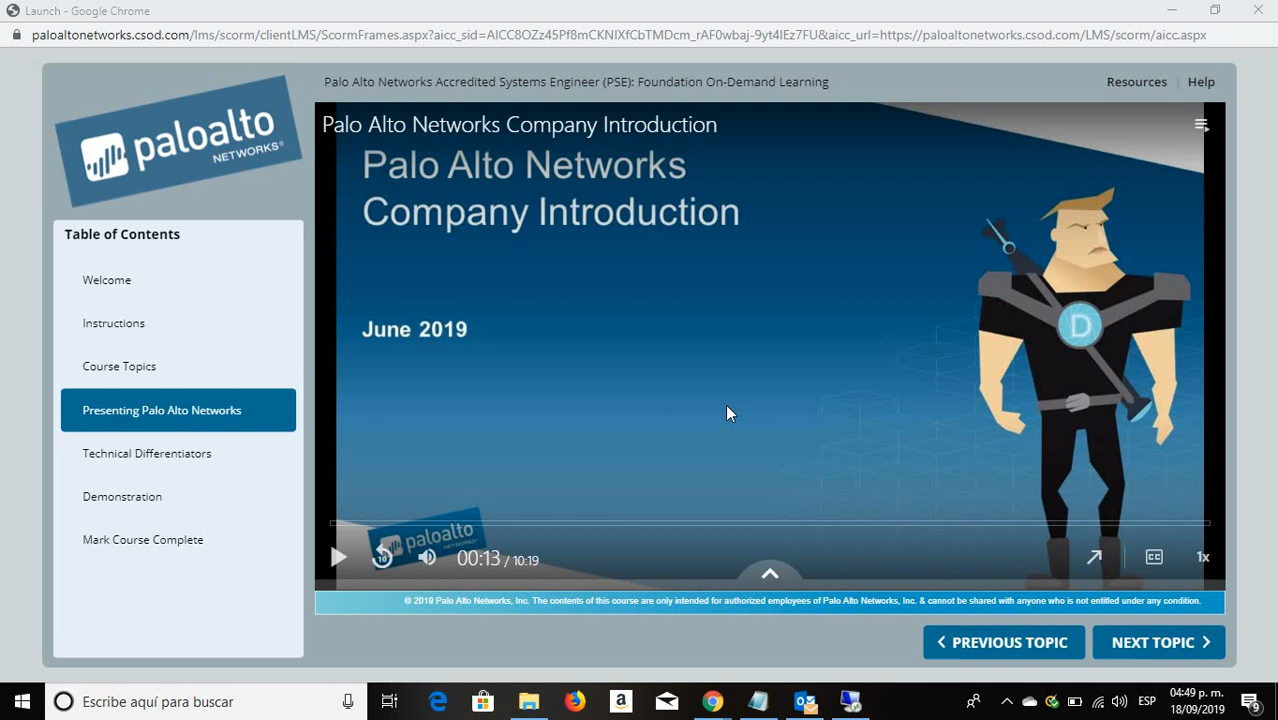 Launch - Google Chrome
paloaltonetworks.csod.com/lms/scorm/clientLMS/ScormFrames.aspx?aicc_sid=AICC8OZz45Pf8mCKNIXfCbTMDcm_rAF0wbaj-9yt4IEz7FU&aicc_url=https://paloaltonetworks.csod.com/LMS/scorm/aicc.aspx
paloalto
NETWORKS®
Palo Alto Networks Accredited Systems Engineer (PSE): Foundation On-Demand Learning
Resources | Help
Table of Contents
Welcome
Instructions
Course Topics
Presenting Palo Alto Networks
Technical Differentiators
Demonstration
Mark Course Complete
Palo Alto Networks Company Introduction
Palo Alto Networks
Company Introduction
June 2019
D
paloalto
NETWORKS
10
00:13 / 10:19
CC
1x
© 2019 Palo Alto Networks, Inc. The contents of this course are only intended for authorized employees of Palo Alto Networks, Inc. & cannot be shared with anyone who is not entitled under any condition.
PREVIOUS TOPIC
NEXT TOPIC
Escribe aquí para buscar
a
ESP
04:49 p. m.
18/09/2019
9